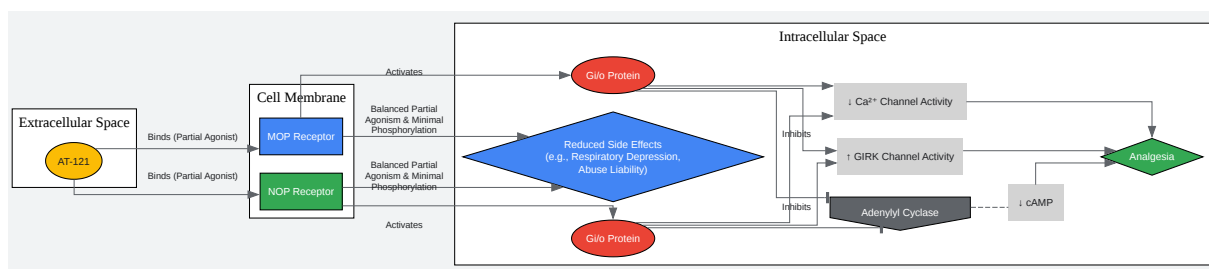 Intracellular Space
Extracellular Space
AT-121
Binds (Partial Agonist)
Binds (Partial Agonist)
Cell Membrane
MOP Receptor
NOP Receptor
Activates
Balanced Partial
Agonism & Minimal
Phosphorylation
Balanced Partial
Agonism & Minimal
Phosphorylation
Activates
Gi/o Protein
Reduced Side Effects
(e.g., Respiratory Depression,
Abuse Liability)
Gi/o Protein
Inhibits
Inhibits
↓ Ca²⁺ Channel Activity
↑ GIRK Channel Activity
Adenylyl Cyclase
↓ cAMP
Analgesia